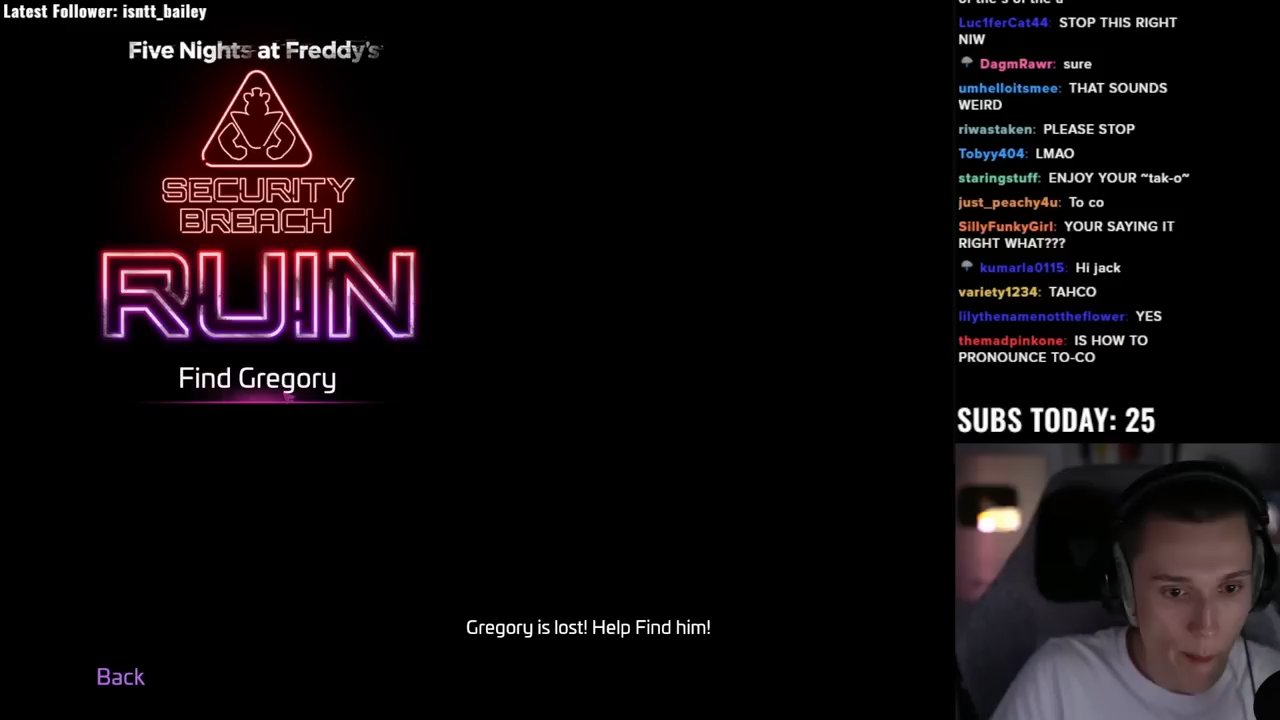 Latest Follower: isntt_bailey
Five Nights at Freddy's
SECURITY
BREACH
RUIN
Find Gregory
Gregory is lost! Help Find him!
Back
Luc1ferCat44: STOP THIS RIGHT
NIW
DagmRawr: sure
umhelloitsmee: THAT SOUNDS
WEIRD
riwastaken: PLEASE STOP
Tobyy404: LMAO
staringstuff: ENJOY YOUR ~tak-o~
just_peachy4u: To co
SillyFunkyGirl: YOUR SAYING IT
RIGHT WHAT???
kumarla0115: Hi jack
variety1234: TAHCO
lilythenamenottheflower: YES
themadpinkone: IS HOW TO
PRONOUNCE TO-CO
SUBS TODAY: 25